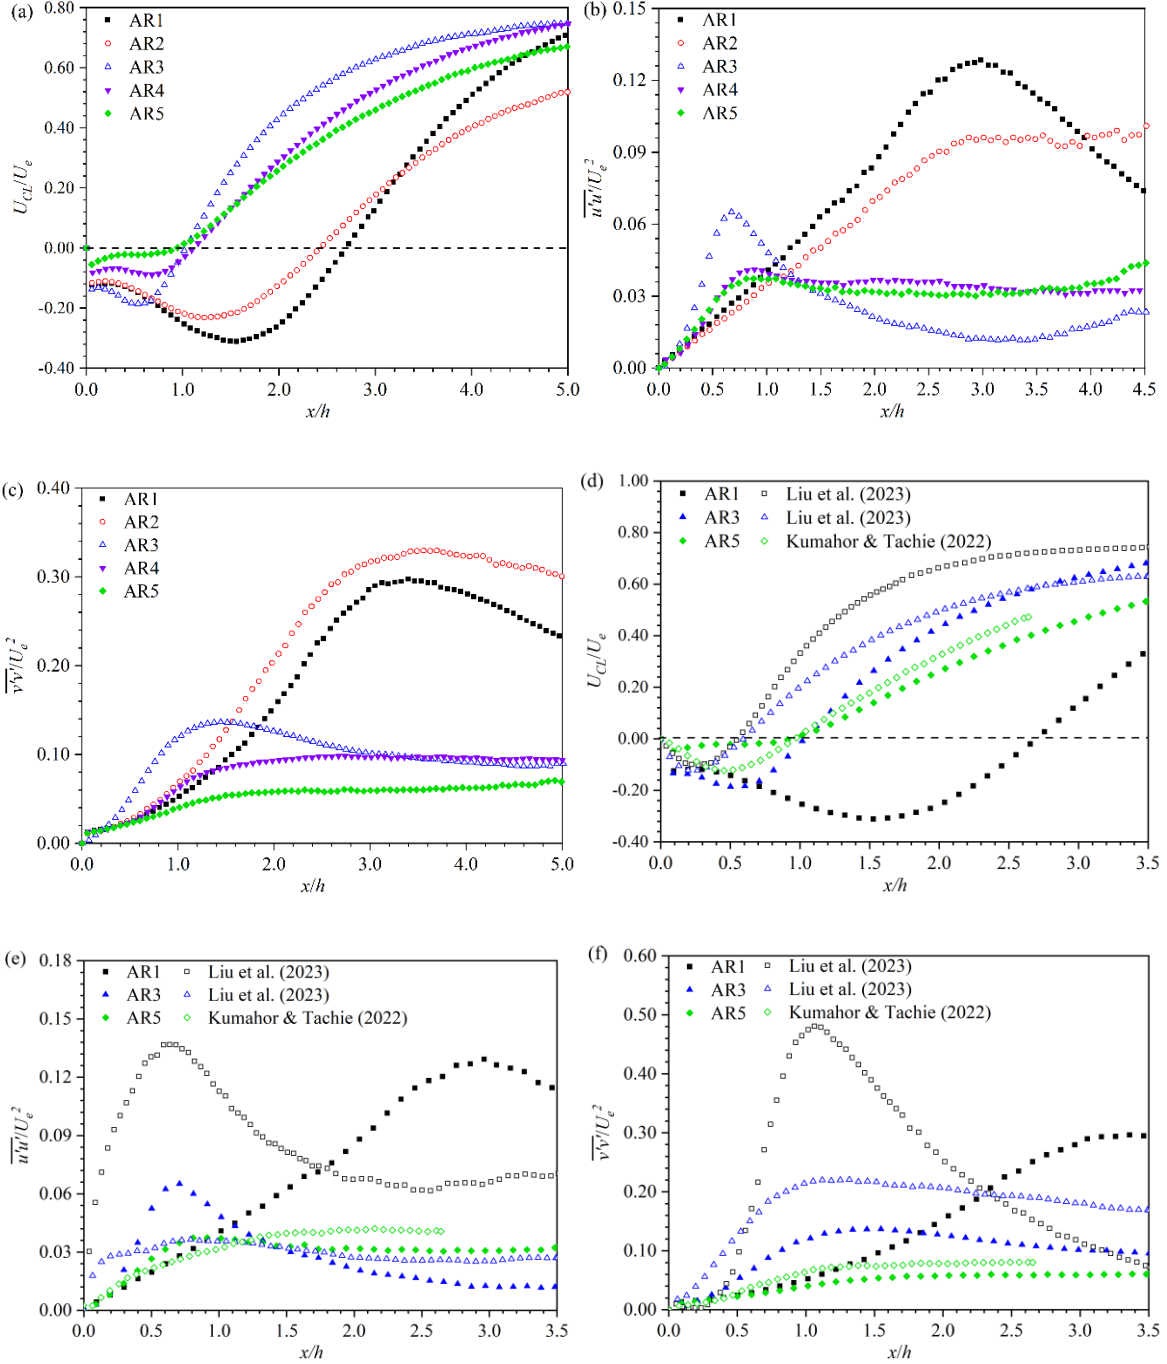 (a)
0.80
0.60
0.40
0.20
0.00
-0.20
-0.40
U_CL/U_e
AR1
AR2
AR3
AR4
AR5
0.0 1.0 2.0 3.0 4.0 5.0
x/h
(b)
0.15
0.12
0.09
0.06
0.03
0.00
u'u'/U_e^2
AR1
AR2
AR3
AR4
AR5
0.0 0.5 1.0 1.5 2.0 2.5 3.0 3.5 4.0 4.5
x/h
(c)
0.40
0.30
0.20
0.10
0.00
v'v'/U_e^2
AR1
AR2
AR3
AR4
AR5
0.0 1.0 2.0 3.0 4.0 5.0
x/h
(d)
1.00
0.80
0.60
0.40
0.20
0.00
-0.20
-0.40
U_CL/U_e
AR1 Liu et al. (2023)
AR3 Liu et al. (2023)
AR5 Kumahor & Tachie (2022)
0.0 0.5 1.0 1.5 2.0 2.5 3.0 3.5
x/h
(e)
0.18
0.15
0.12
0.09
0.06
0.03
0.00
u'u'/U_e^2
AR1 Liu et al. (2023)
AR3 Liu et al. (2023)
AR5 Kumahor & Tachie (2022)
0.0 0.5 1.0 1.5 2.0 2.5 3.0 3.5
x/h
(f)
0.60
0.50
0.40
0.30
0.20
0.10
0.00
v'v'/U_e^2
AR1 Liu et al. (2023)
AR3 Liu et al. (2023)
AR5 Kumahor & Tachie (2022)
0.0 0.5 1.0 1.5 2.0 2.5 3.0 3.5
x/h